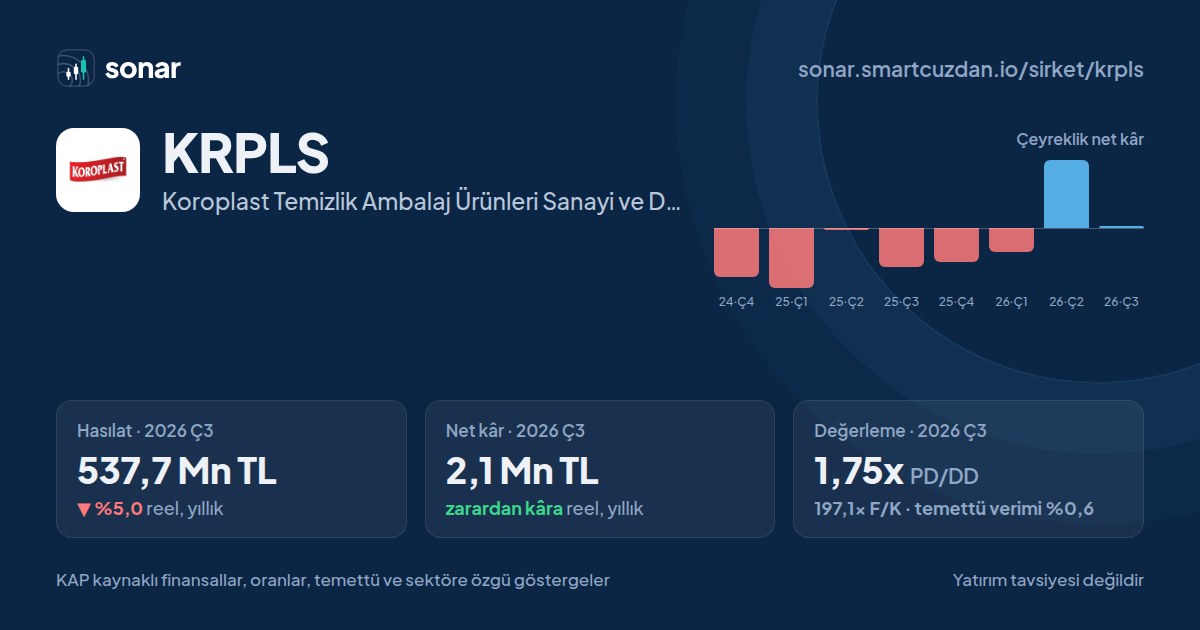 sonar
sonar.smartcuzdan.io/sirket/krpls
KOROPLAST
KRPLS
Koroplast Temizlik Ambalaj Ürünleri Sanayi ve D...
Çeyreklik net kâr
24·Ç4 25·Ç1 25·Ç2 25·Ç3 25·Ç4 26·Ç1 26·Ç2 26·Ç3
Hasılat · 2026 Ç3
537,7 Mn TL
▼ %5,0 reel, yıllık
Net kâr · 2026 Ç3
2,1 Mn TL
zarardan kâra reel, yıllık
Değerleme · 2026 Ç3
1,75x PD/DD
197,1x F/K · temettü verimi %0,6
KAP kaynaklı finansallar, oranlar, temettü ve sektöre özgü göstergeler
Yatırım tavsiyesi değildir